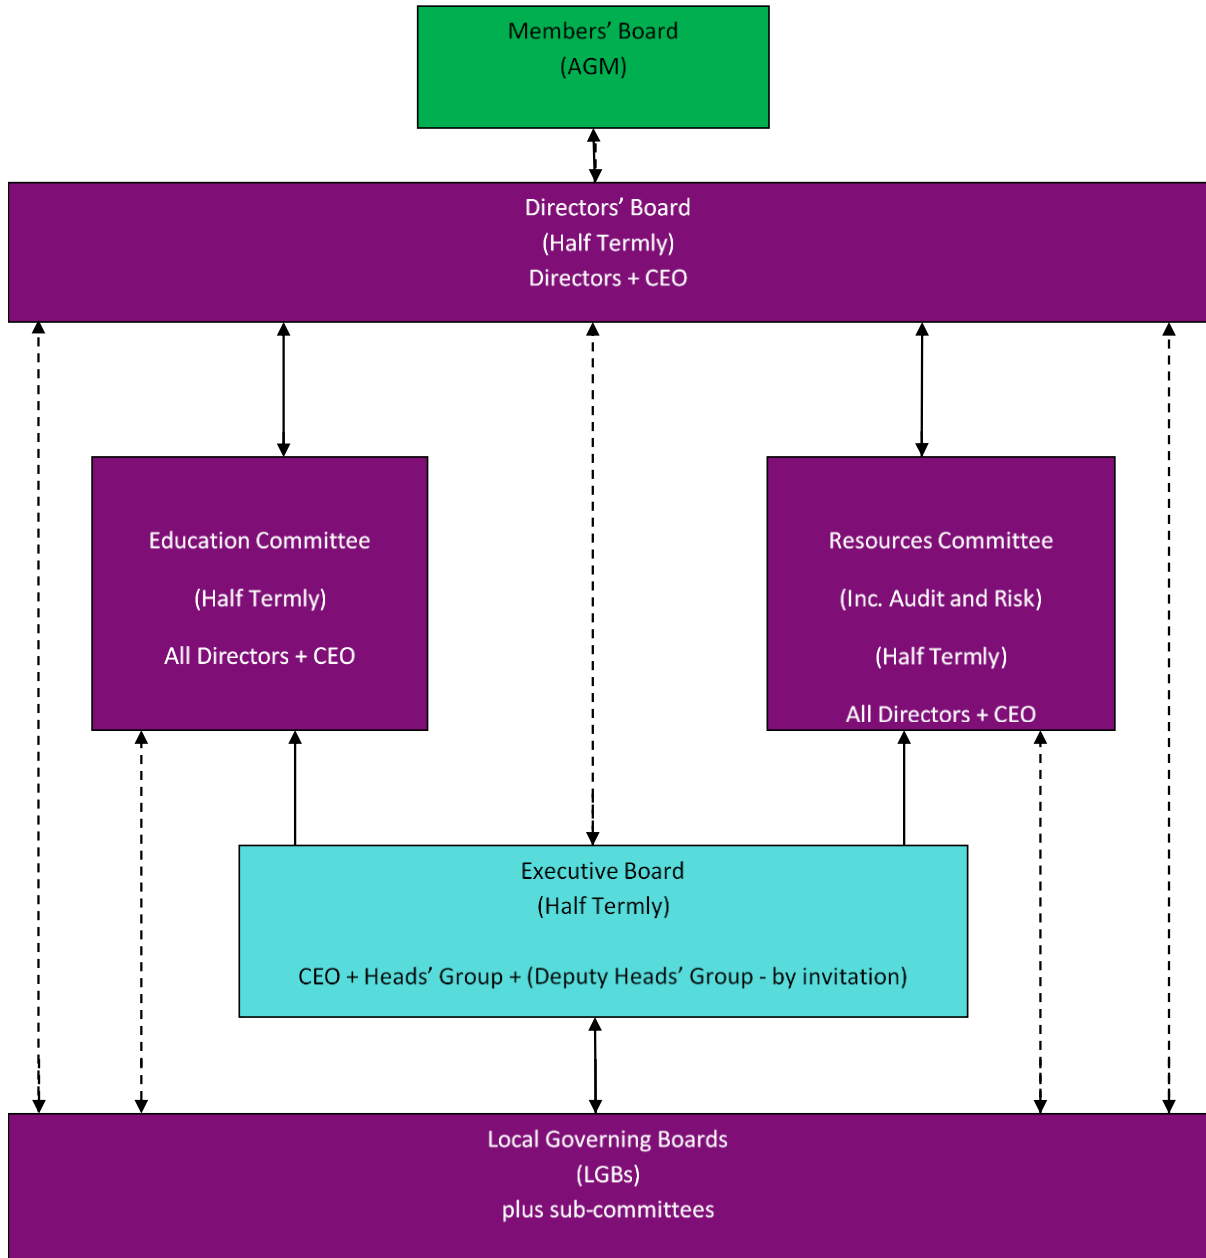 Members’ Board
(AGM)
Directors’ Board
(Half Termly)
Directors + CEO
Education Committee
(Half Termly)
All Directors + CEO
Resources Committee
(Inc. Audit and Risk)
(Half Termly)
All Directors + CEO
Executive Board
(Half Termly)
CEO + Heads’ Group + (Deputy Heads’ Group - by invitation)
Local Governing Boards
(LGBs)
plus sub-committees